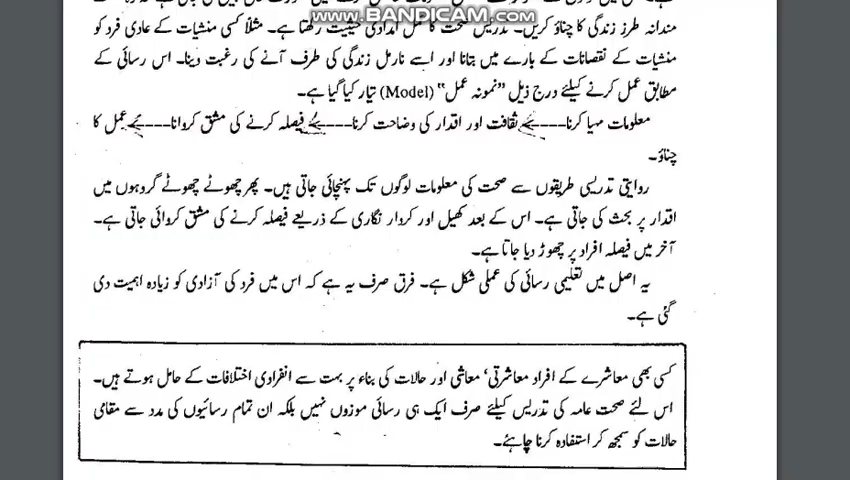 WWW.BANDICAM.COM
مندانہ طرز زندگی کا چناؤ کریں۔ تدریس صحت کا عمل امدادی حیثیت رکھتا ہے۔ مثلاً کسی منشیات کے عادی فرد کو
منشیات کے نقصانات کے بارے میں بتانا اور اسے نارمل زندگی کی طرف آنے کی رغبت دینا۔ اس رسائی کے
مطابق عمل کرنے کیلئے درج ذیل "نمونہ عمل" (Model) تیار کیا گیا ہے۔
معلومات مہیا کرنا----> ثقافت اور اقدار کی وضاحت کرنا----> فیصلہ کرنے کی مشق کروانا----> عمل کا
چناؤ۔
روایتی تدریسی طریقوں سے صحت کی معلومات لوگوں تک پہنچائی جاتی ہیں۔ پھر چھوٹے چھوٹے گروہوں میں
اقدار پر بحث کی جاتی ہے۔ اس کے بعد کھیل اور کردار نگاری کے ذریعے فیصلہ کرنے کی مشق کروائی جاتی ہے۔
آخر میں فیصلہ افراد پر چھوڑ دیا جاتا ہے۔
یہ اصل میں تعلیمی رسائی کی عملی شکل ہے۔ فرق صرف یہ ہے کہ اس میں فرد کی آزادی کو زیادہ اہمیت دی
گئی ہے۔
کسی بھی معاشرے کے افراد معاشرتی' معاشی اور حالات کی بناء پر بہت سے انفرادی اختلافات کے حامل ہوتے ہیں۔
اس لئے صحت عامہ کی تدریس کیلئے صرف ایک ہی رسائی موزوں نہیں بلکہ ان تمام رسائیوں کی مدد سے مقامی
حالات کو سمجھ کر استفادہ کرنا چاہئے۔